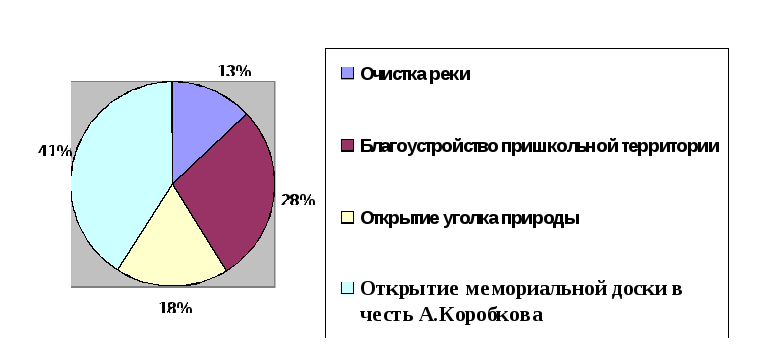 13%
41%
28%
18%
Очистка реки
Благоустройство пришкольной территории
Открытие уголка природы
Открытие мемориальной доски в
честь А.Коробкова